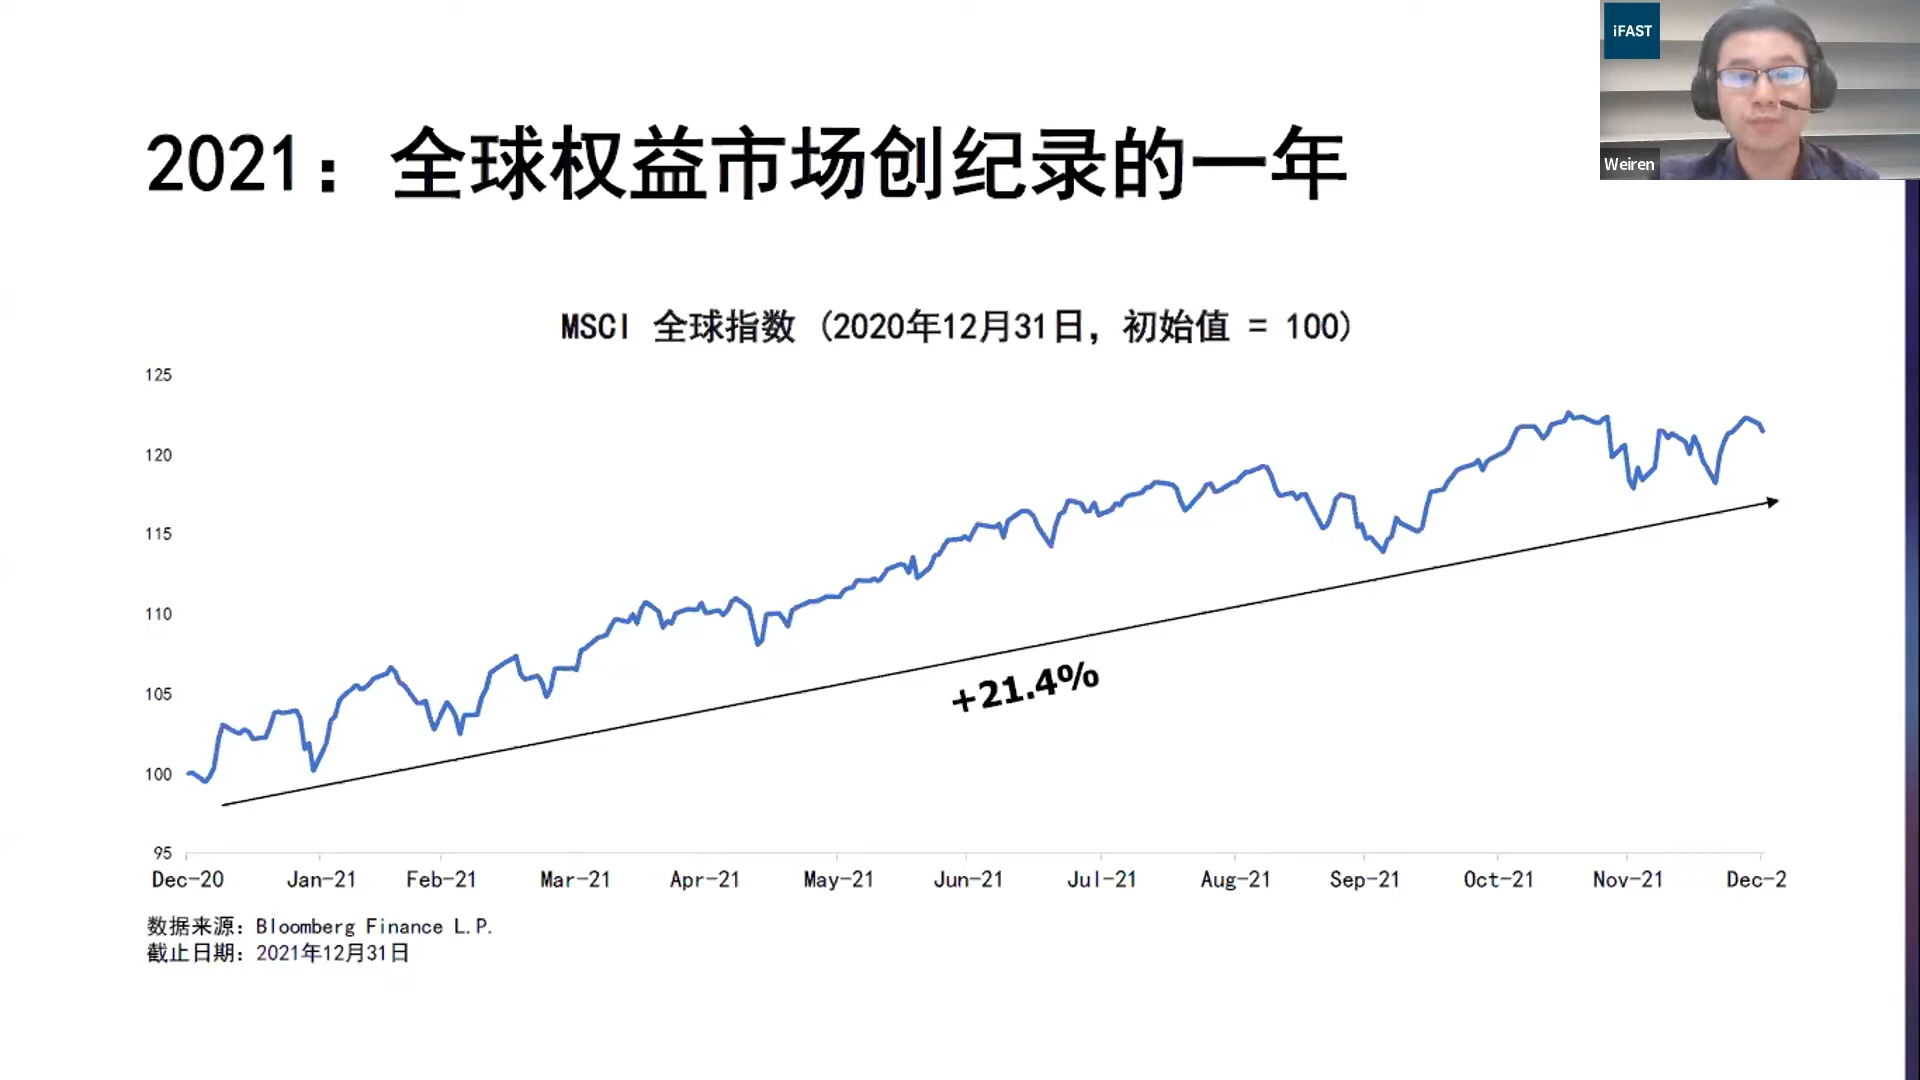 iFAST
Weiren
2021：全球权益市场创纪录的一年
MSCI 全球指数 (2020年12月31日，初始值 = 100)
125
120
115
110
105
100
95
+21.4%
Dec-20 Jan-21 Feb-21 Mar-21 Apr-21 May-21 Jun-21 Jul-21 Aug-21 Sep-21 Oct-21 Nov-21 Dec-2
数据来源：Bloomberg Finance L.P.
截止日期：2021年12月31日